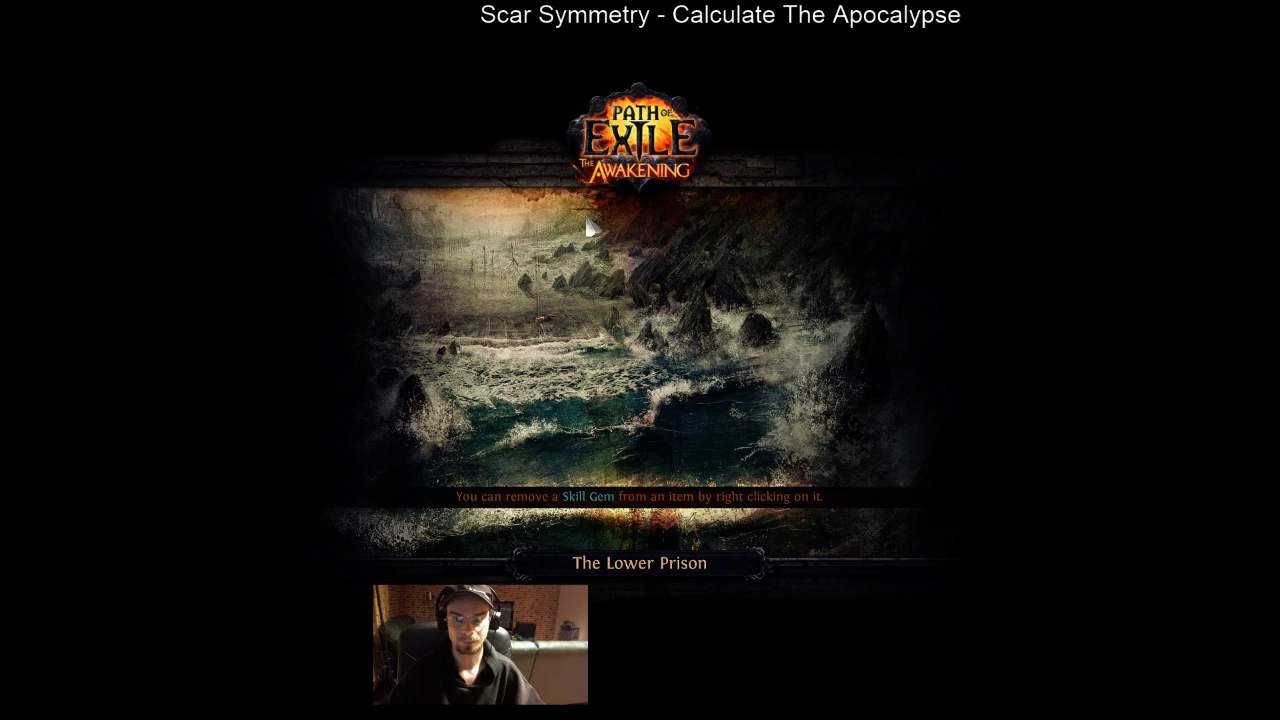 Scar Symmetry - Calculate The Apocalypse
PATH OF
EXILE
THE AWAKENING
You can remove a Skill Gem from an item by right clicking on it.
The Lower Prison